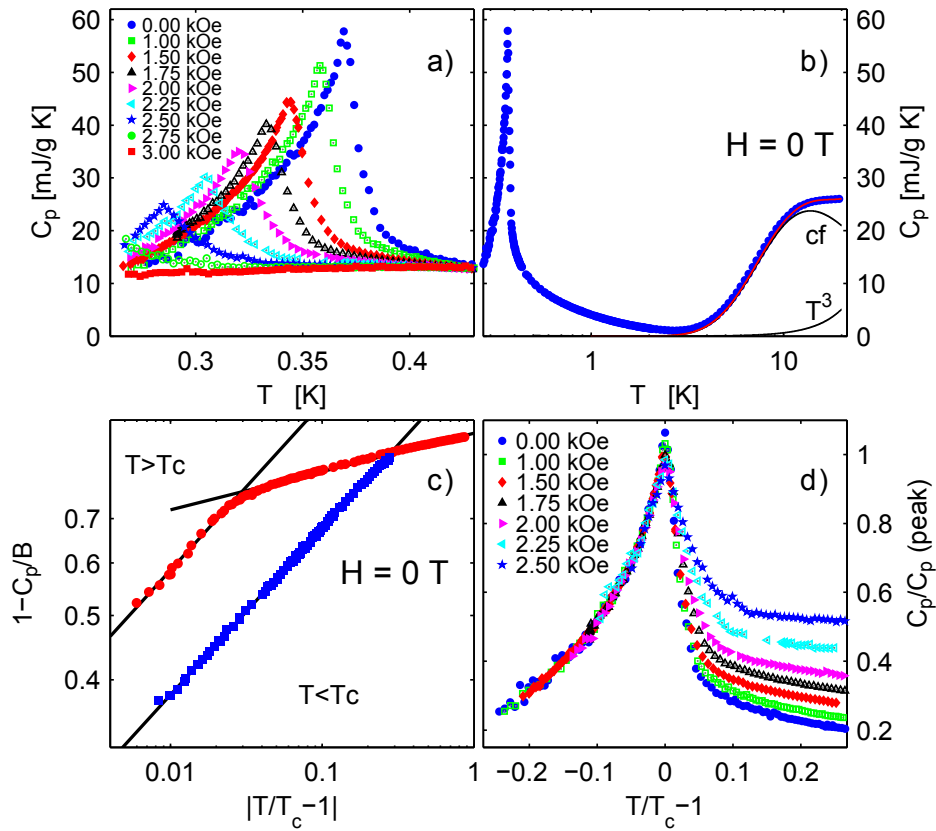 60
50
40
30
20
10
0
C_p [mJ/g K]
0.00 kOe
1.00 kOe
1.50 kOe
1.75 kOe
2.00 kOe
2.25 kOe
2.50 kOe
2.75 kOe
3.00 kOe
a)
0.3 0.35 0.4
T [K]
b)
H = 0 T
cf
T^3
60
50
40
30
20
10
0
C_p [mJ/g K]
1 10
T [K]
0.7
0.6
0.5
0.4
1−C_p/B
T>Tc
c)
H = 0 T
T<Tc
0.01 0.1 1
|T/T_c−1|
0.00 kOe
1.00 kOe
1.50 kOe
1.75 kOe
2.00 kOe
2.25 kOe
2.50 kOe
d)
1
0.8
0.6
0.4
0.2
C_p/C_p (peak)
−0.2 −0.1 0 0.1 0.2
T/T_c−1